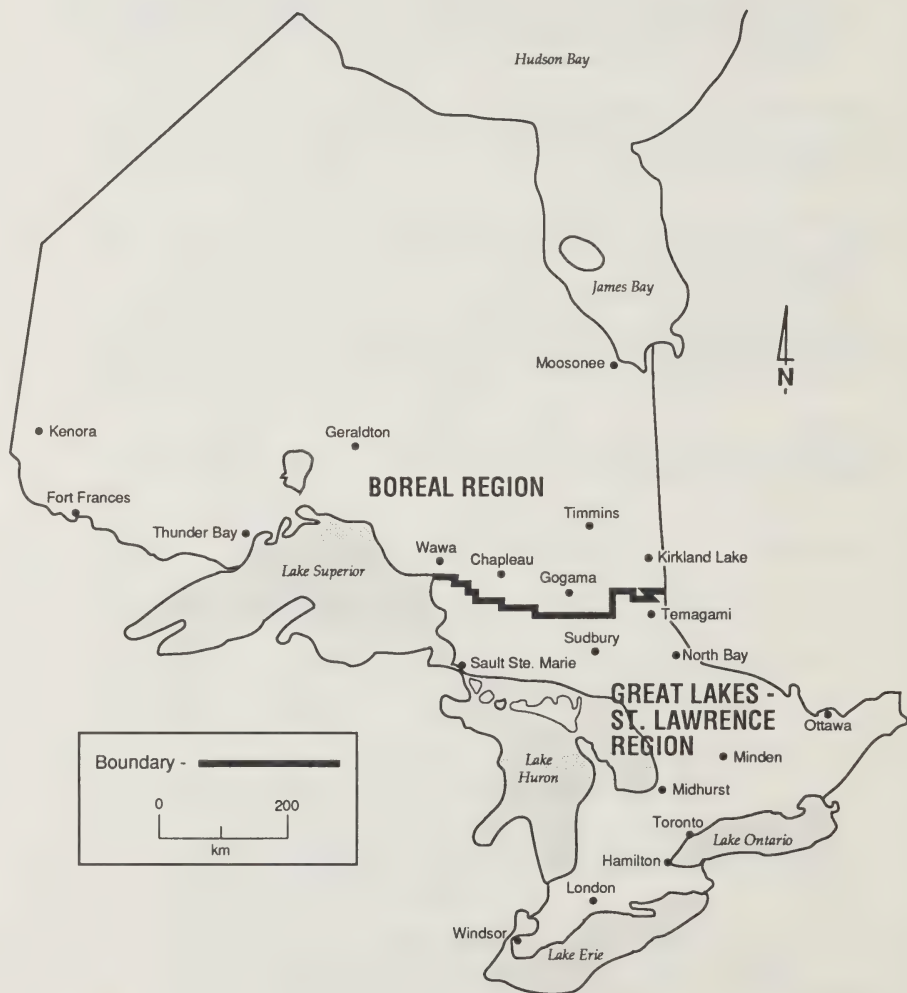 Hudson Bay
James Bay
Moosonee
N
Kenora
Geraldton
BOREAL REGION
Fort Frances
Thunder Bay
Timmins
Wawa
Chapleau
Kirkland Lake
Lake Superior
Gogama
Temagami
Sudbury
North Bay
Sault Ste. Marie
GREAT LAKES -
ST. LAWRENCE
REGION
Ottawa
Boundary -
Lake
Huron
Minden
Midhurst
0 200
km
Toronto
Lake Ontario
Hamilton
London
Windsor
Lake Erie